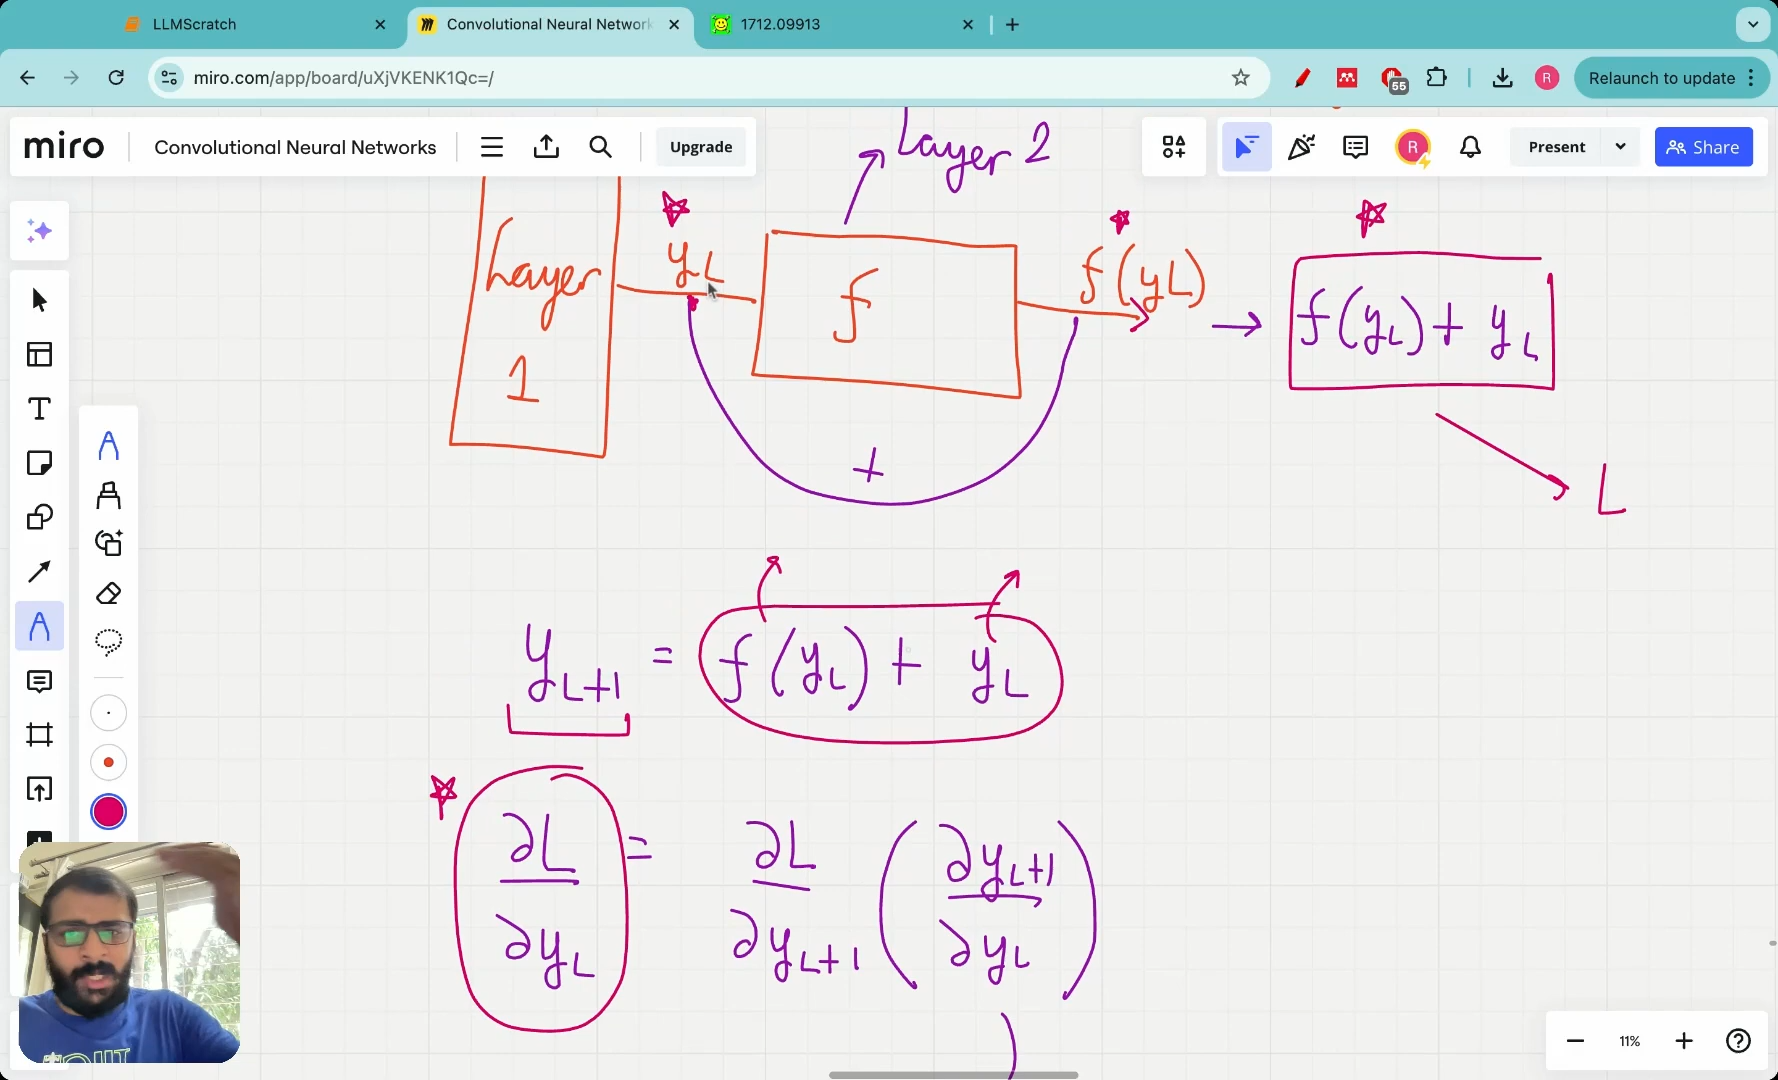 LLMScratch
Convolutional Neural Network
1712.09913
miro.com/app/board/uXjVKENK1Qc=/
55
R
Relaunch to update
miro
Convolutional Neural Networks
Upgrade
R
Present
Share
Layer 2
Layer
1
yL
f
f(yL)
f(yL) + yL
+
L
yL+1 = f(yL) + yL
∂L/∂yL = ∂L/∂yL+1 (∂yL+1/∂yL)
11%